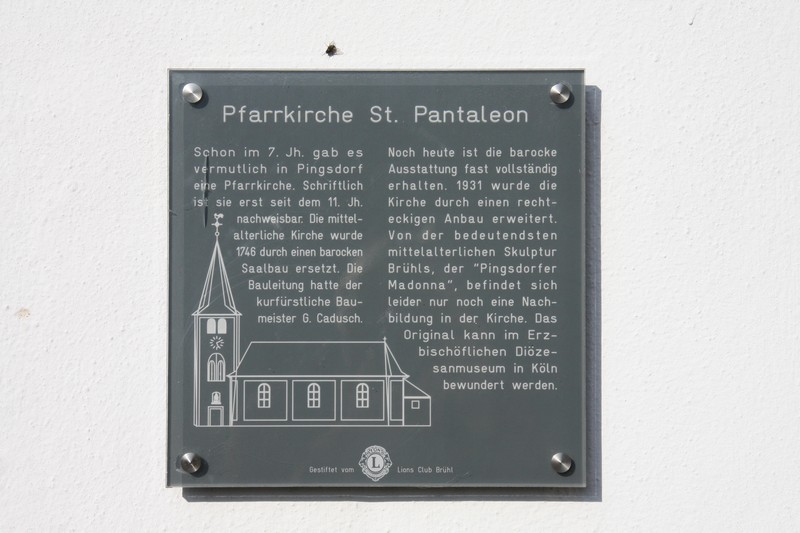 Pfarrkirche St. Pantaleon
Schon im 7. Jh. gab es
vermutlich in Pingsdorf
eine Pfarrkirche. Schriftlich
ist sie erst seit dem 11. Jh.
nachweisbar. Die mittel-
alterliche Kirche wurde
1746 durch einen barocken
Saalbau ersetzt. Die
Bauleitung hatte der
kurfürstliche Bau-
meister G. Cadusch.
Noch heute ist die barocke
Ausstattung fast vollständig
erhalten. 1931 wurde die
Kirche durch einen recht-
eckigen Anbau erweitert.
Von der bedeutendsten
mittelalterlichen Skulptur
Brühls, der "Pingsdorfer
Madonna", befindet sich
leider nur noch eine Nach-
bildung in der Kirche. Das
Original kann im Erz-
bischöflichen Diöze-
sanmuseum in Köln
bewundert werden.
Gestiftet vom L Lions Club Brühl